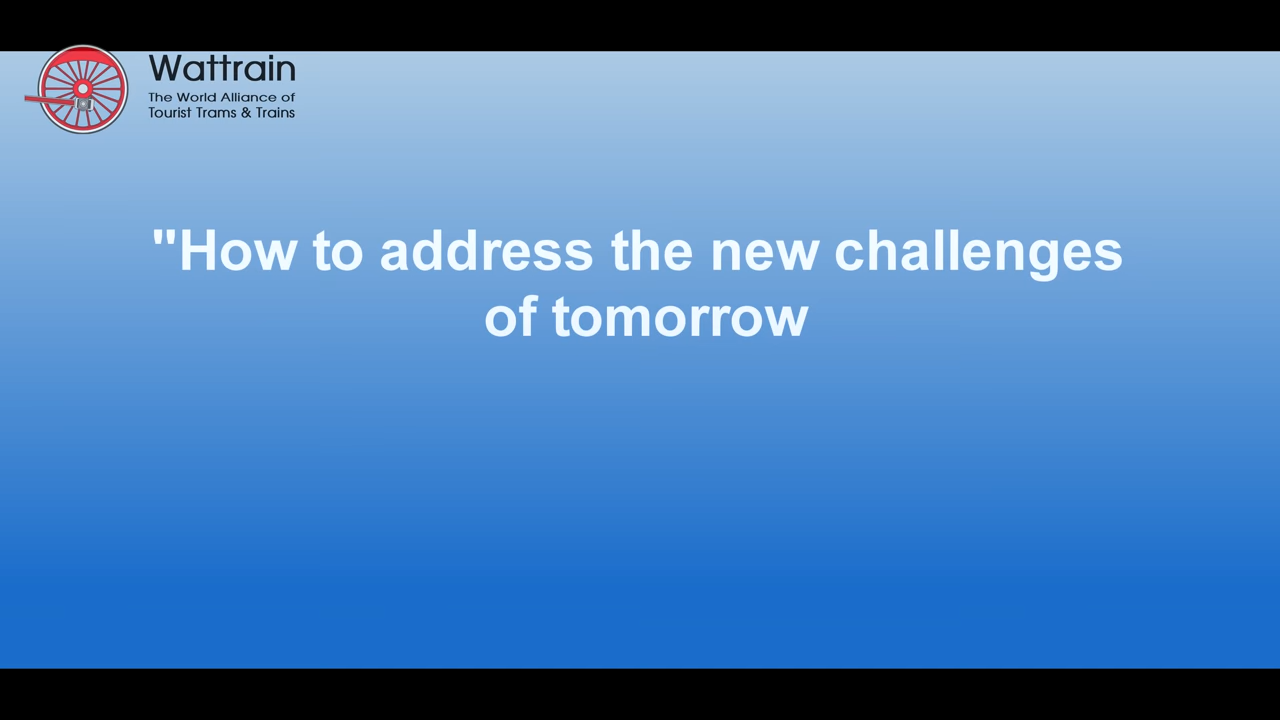 Wattrain
The World Alliance of
Tourist Trams & Trains
"How to address the new challenges
of tomorrow